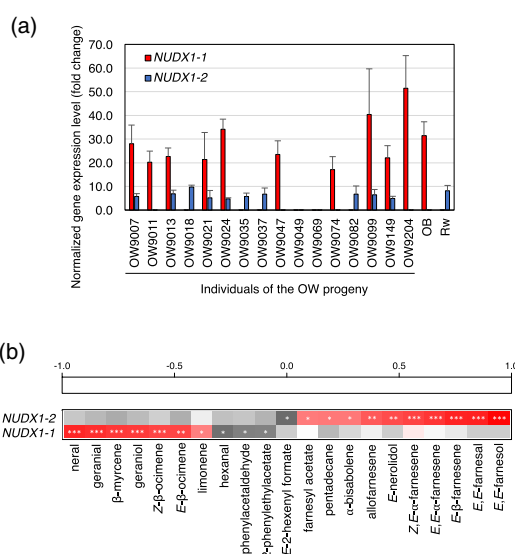 (a)
Normalized gene expression level (fold change)
70.0
60.0
50.0
40.0
30.0
20.0
10.0
0.0
NUDX1-1
NUDX1-2
OW9007
OW9011
OW9013
OW9018
OW9021
OW9024
OW9035
OW9037
OW9047
OW9049
OW9069
OW9074
OW9082
OW9099
OW9149
OW9204
OB
Rw
Individuals of the OW progeny
(b)
-1.0 -0.5 0.0 0.5 1.0
NUDX1-2 * * * * ** ** *** *** *** *** ***
NUDX1-1 *** *** *** *** *** ** * * * *
neral
geranial
β-myrcene
geraniol
Z-β-ocimene
E-β-ocimene
limonene
hexanal
phenylacetaldehyde
2-phenylethylacetate
E-2-hexenyl formate
farnesyl acetate
pentadecane
α-bisabolene
allofarnesene
E-nerolidol
Z,E-α-farnesene
E,E-α-farnesene
E-β-farnesene
E,E-farnesal
E,E-farnesol